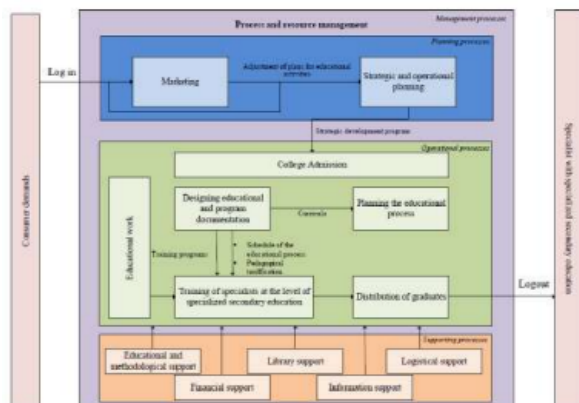 Management processes
Process and resource management
Planning processes
Log in
Marketing
Adjustment of plans for educational
activities
Strategic and operational
planning
Strategic development program
Operational processes
College Admission
Consumer demands
Educational work
Designing educational
and program
documentation
Curricula
Planning the educational
process
Training programs
Schedule of the
educational process
Pedagogical
tariffication
Training of specialists at the level of
specialized secondary education
Distribution of graduates
Logout
Specialist with specialized secondary
education
Supporting processes
Educational and
methodological support
Library support
Logistical support
Financial support
Information support